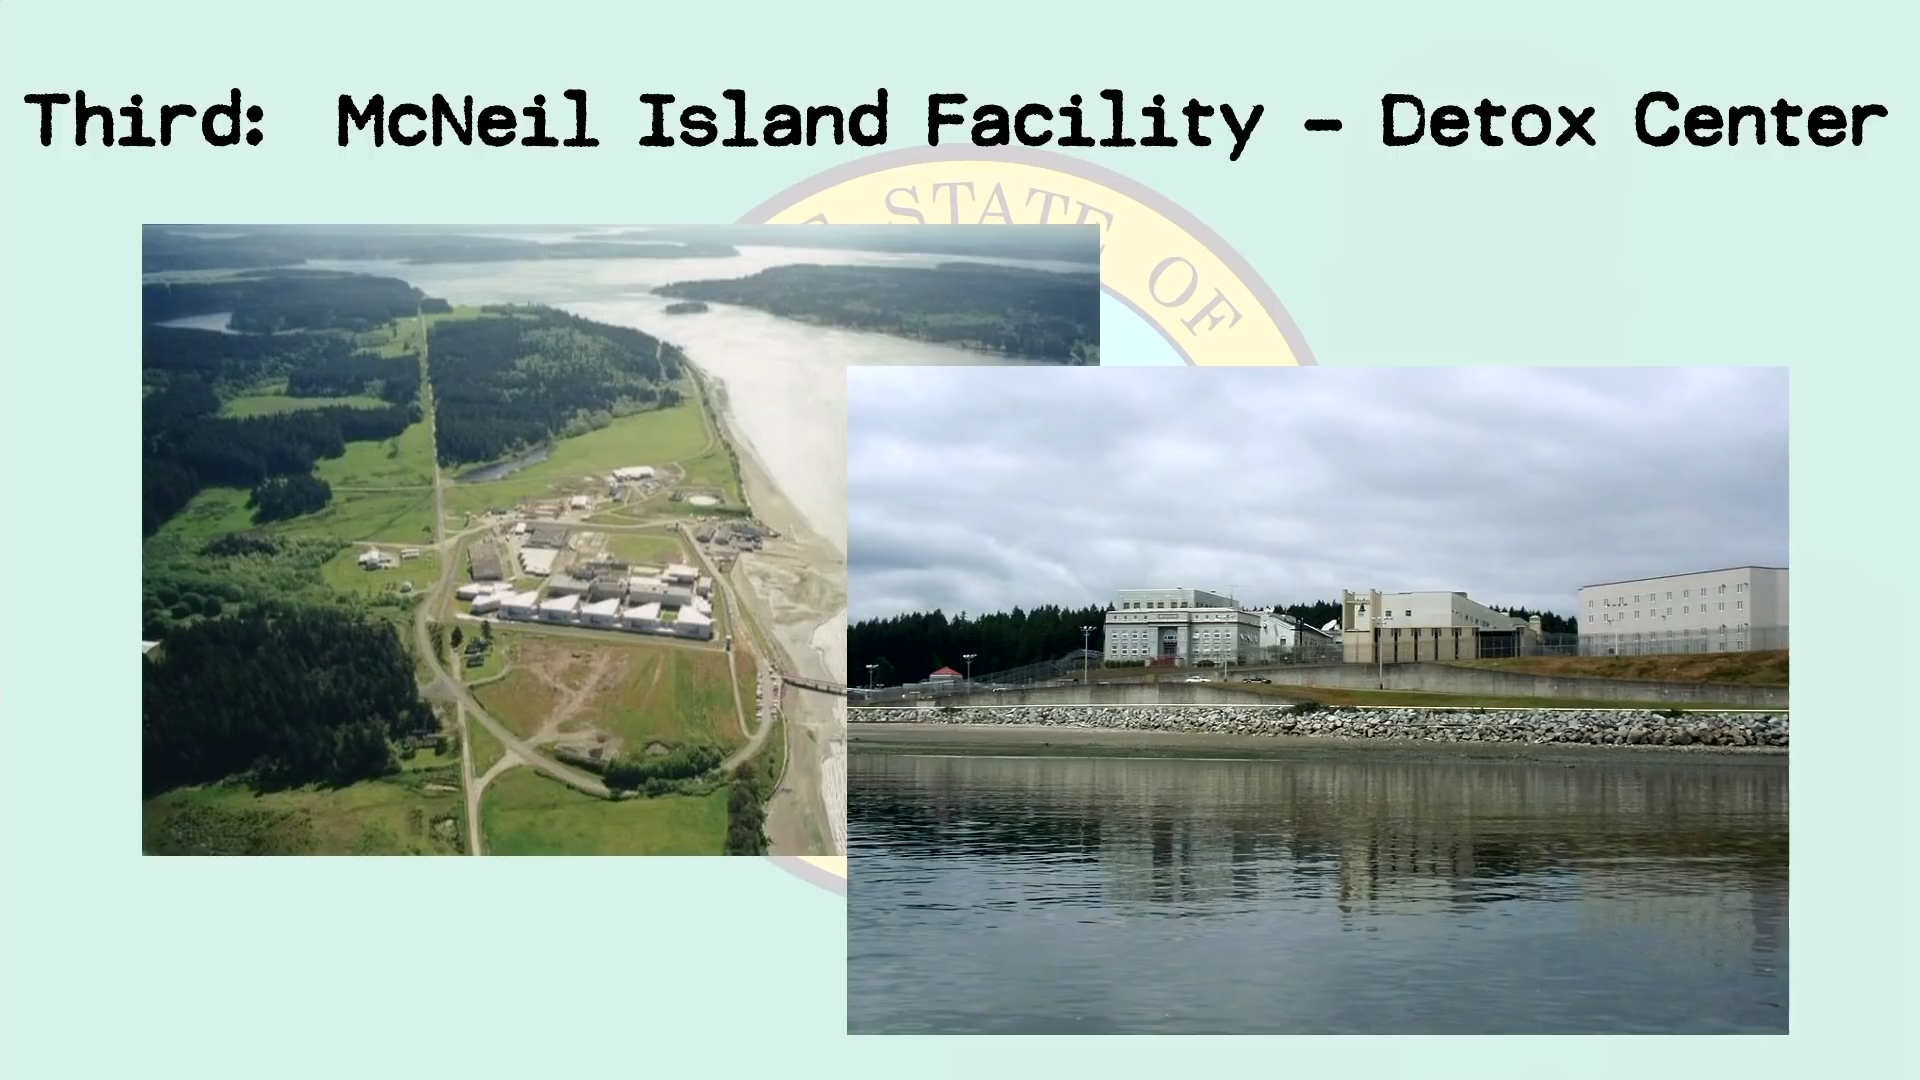 Third:  McNeil Island Facility – Detox Center
STATE OF